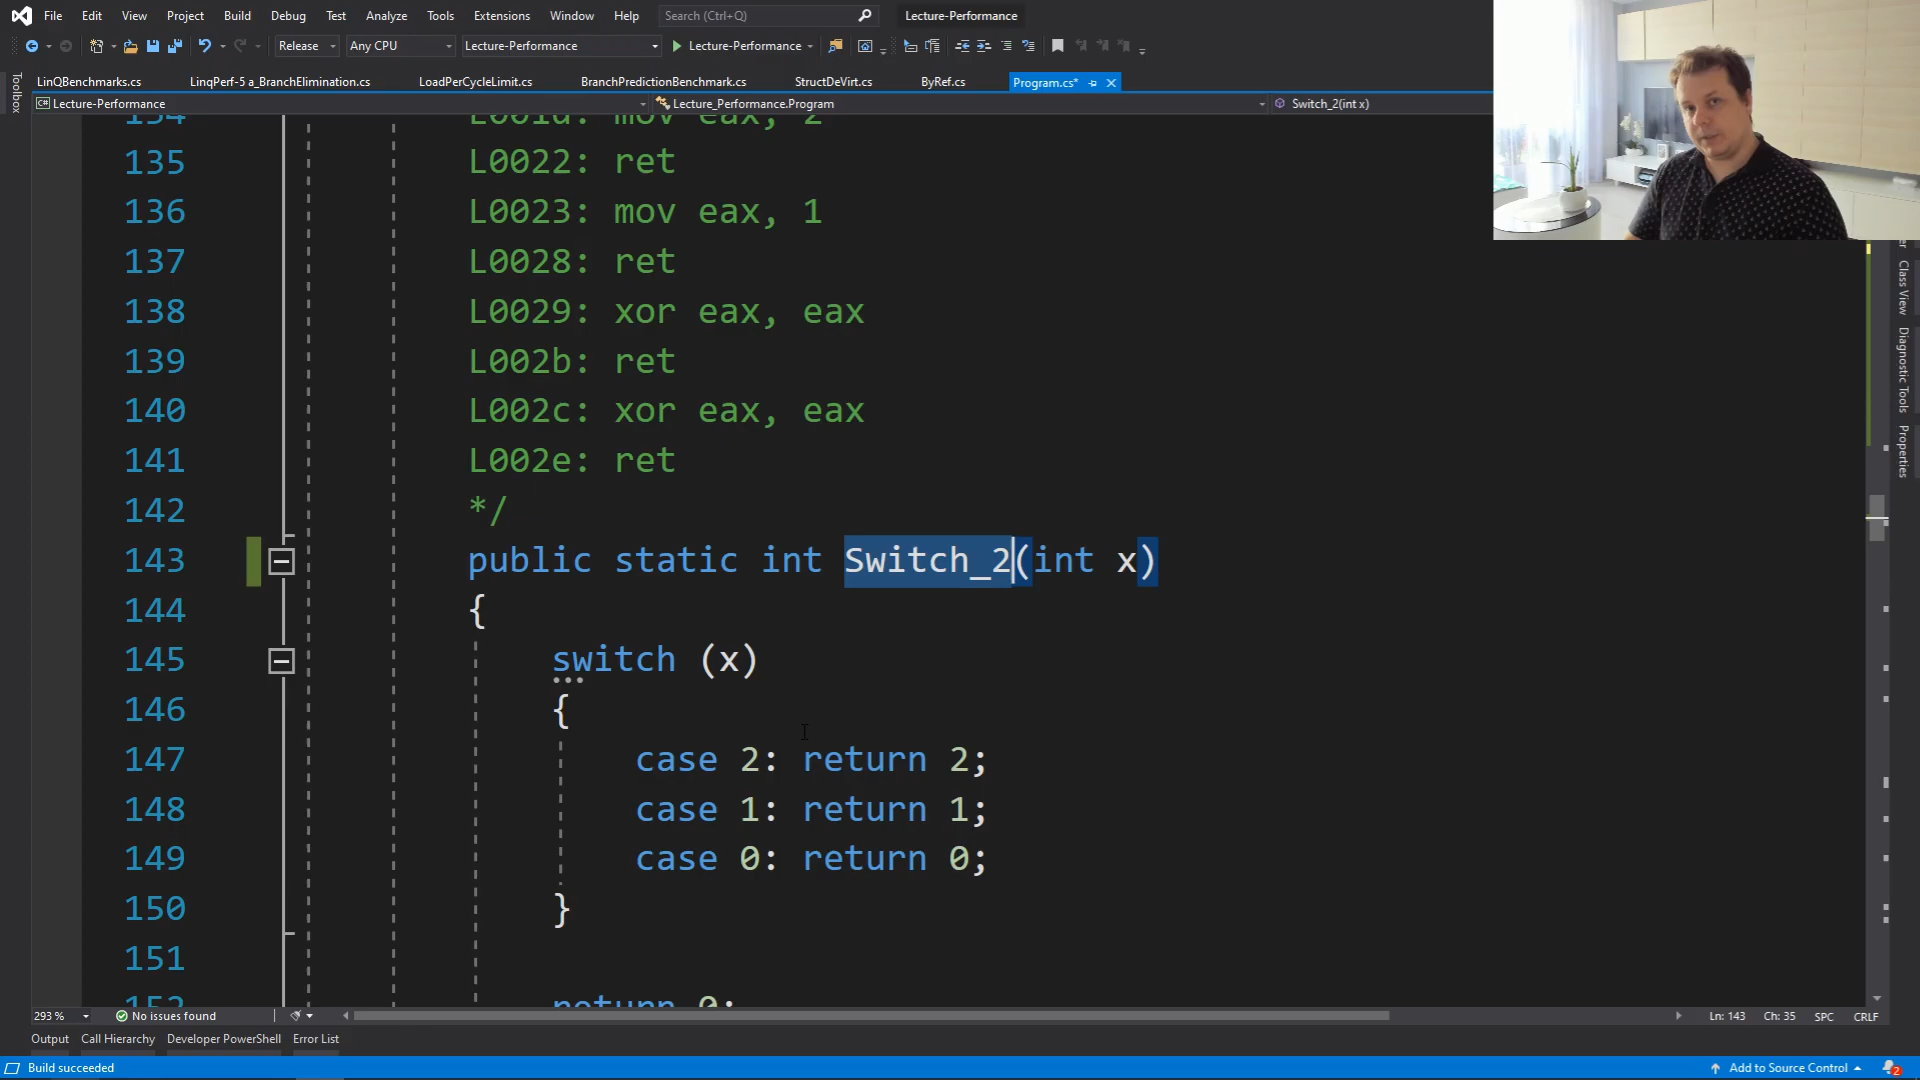 File Edit View Project Build Debug Test Analyze Tools Extensions Window Help Search (Ctrl+Q) Lecture-Performance
Release Any CPU Lecture-Performance Lecture-Performance
LinQBenchmarks.cs LinqPerf-5 a_BranchElimination.cs LoadPerCycleLimit.cs BranchPredictionBenchmark.cs StructDeVirt.cs ByRef.cs Program.cs*
Toolbox
C# Lecture-Performance Lecture_Performance.Program Switch_2(int x)
134 L001d: mov eax, 2
135 L0022: ret
136 L0023: mov eax, 1
137 L0028: ret
138 L0029: xor eax, eax
139 L002b: ret
140 L002c: xor eax, eax
141 L002e: ret
142 */
143 public static int Switch_2(int x)
144 {
145 switch (x)
146 {
147 case 2: return 2;
148 case 1: return 1;
149 case 0: return 0;
150 }
151
152 return 0;
Class View
Diagnostic Tools
Properties
293 % No issues found Ln: 143 Ch: 35 SPC CRLF
Output Call Hierarchy Developer PowerShell Error List
Build succeeded Add to Source Control 2